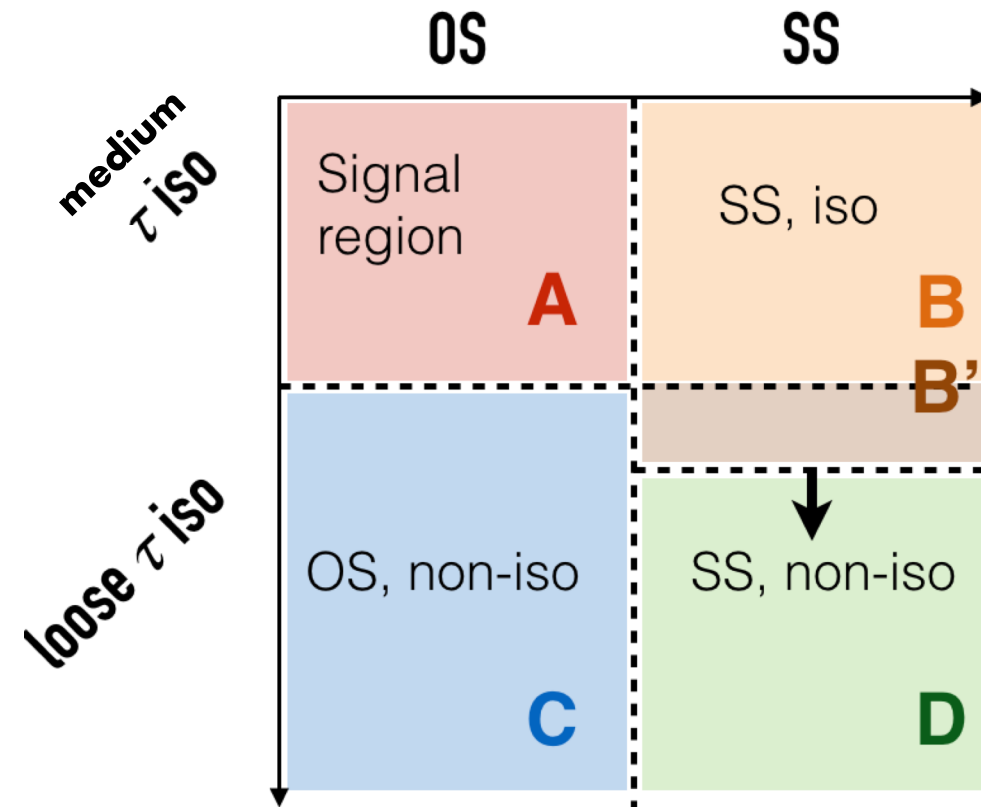 OS
SS
medium
τ iso
Signal
region
A
SS, iso
B
B’
loose τ iso
OS, non-iso
C
SS, non-iso
D